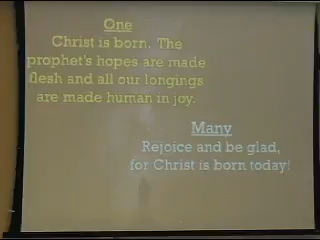 One
Christ is born. The
prophet's hopes are made
flesh and all our longings
are made human in joy.
Many
Rejoice and be glad,
for Christ is born today!